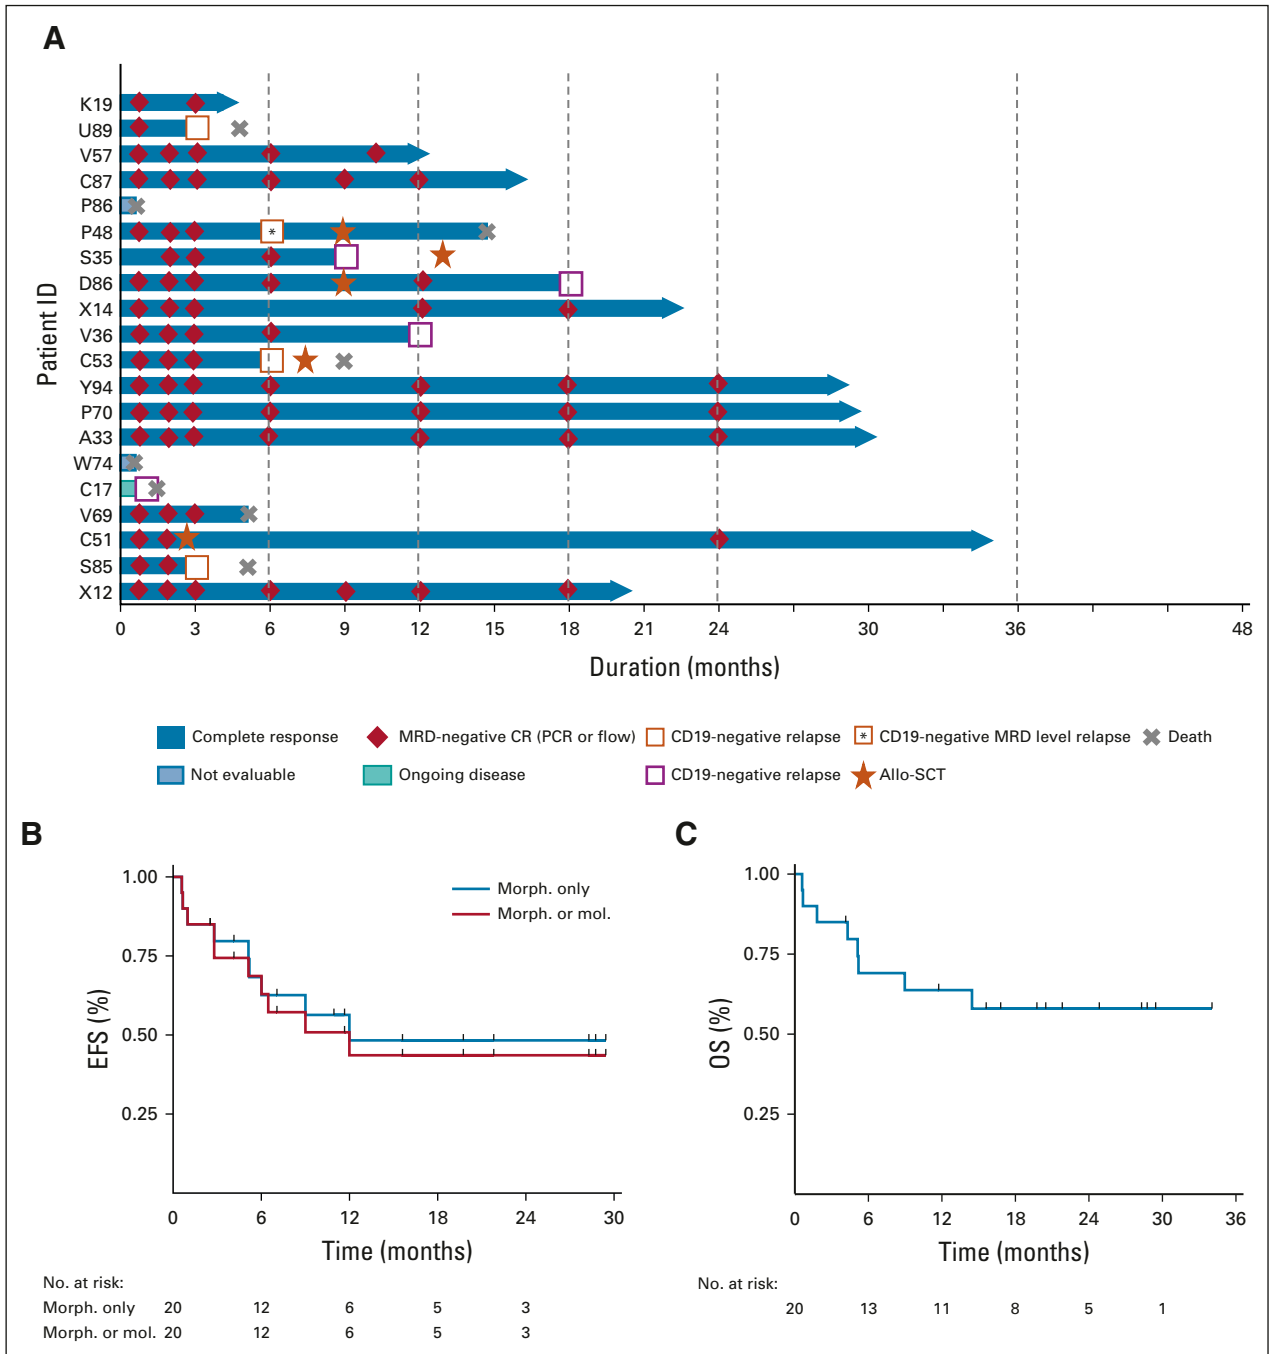 A
Patient ID
K19
U89
V57
C87
P86
P48
*
S35
D86
X14
V36
C53
Y94
P70
A33
W74
C17
V69
C51
S85
X12
0 3 6 9 12 15 18 21 24 30 36 48
Duration (months)
Complete response MRD-negative CR (PCR or flow) CD19-negative relapse * CD19-negative MRD level relapse Death
Not evaluable Ongoing disease CD19-negative relapse Allo-SCT
B
EFS (%)
1.00
0.75
0.50
0.25
Morph. only
Morph. or mol.
0 6 12 18 24 30
Time (months)
No. at risk:
Morph. only 20 12 6 5 3
Morph. or mol. 20 12 6 5 3
C
OS (%)
1.00
0.75
0.50
0.25
0 6 12 18 24 30 36
Time (months)
No. at risk:
20 13 11 8 5 1